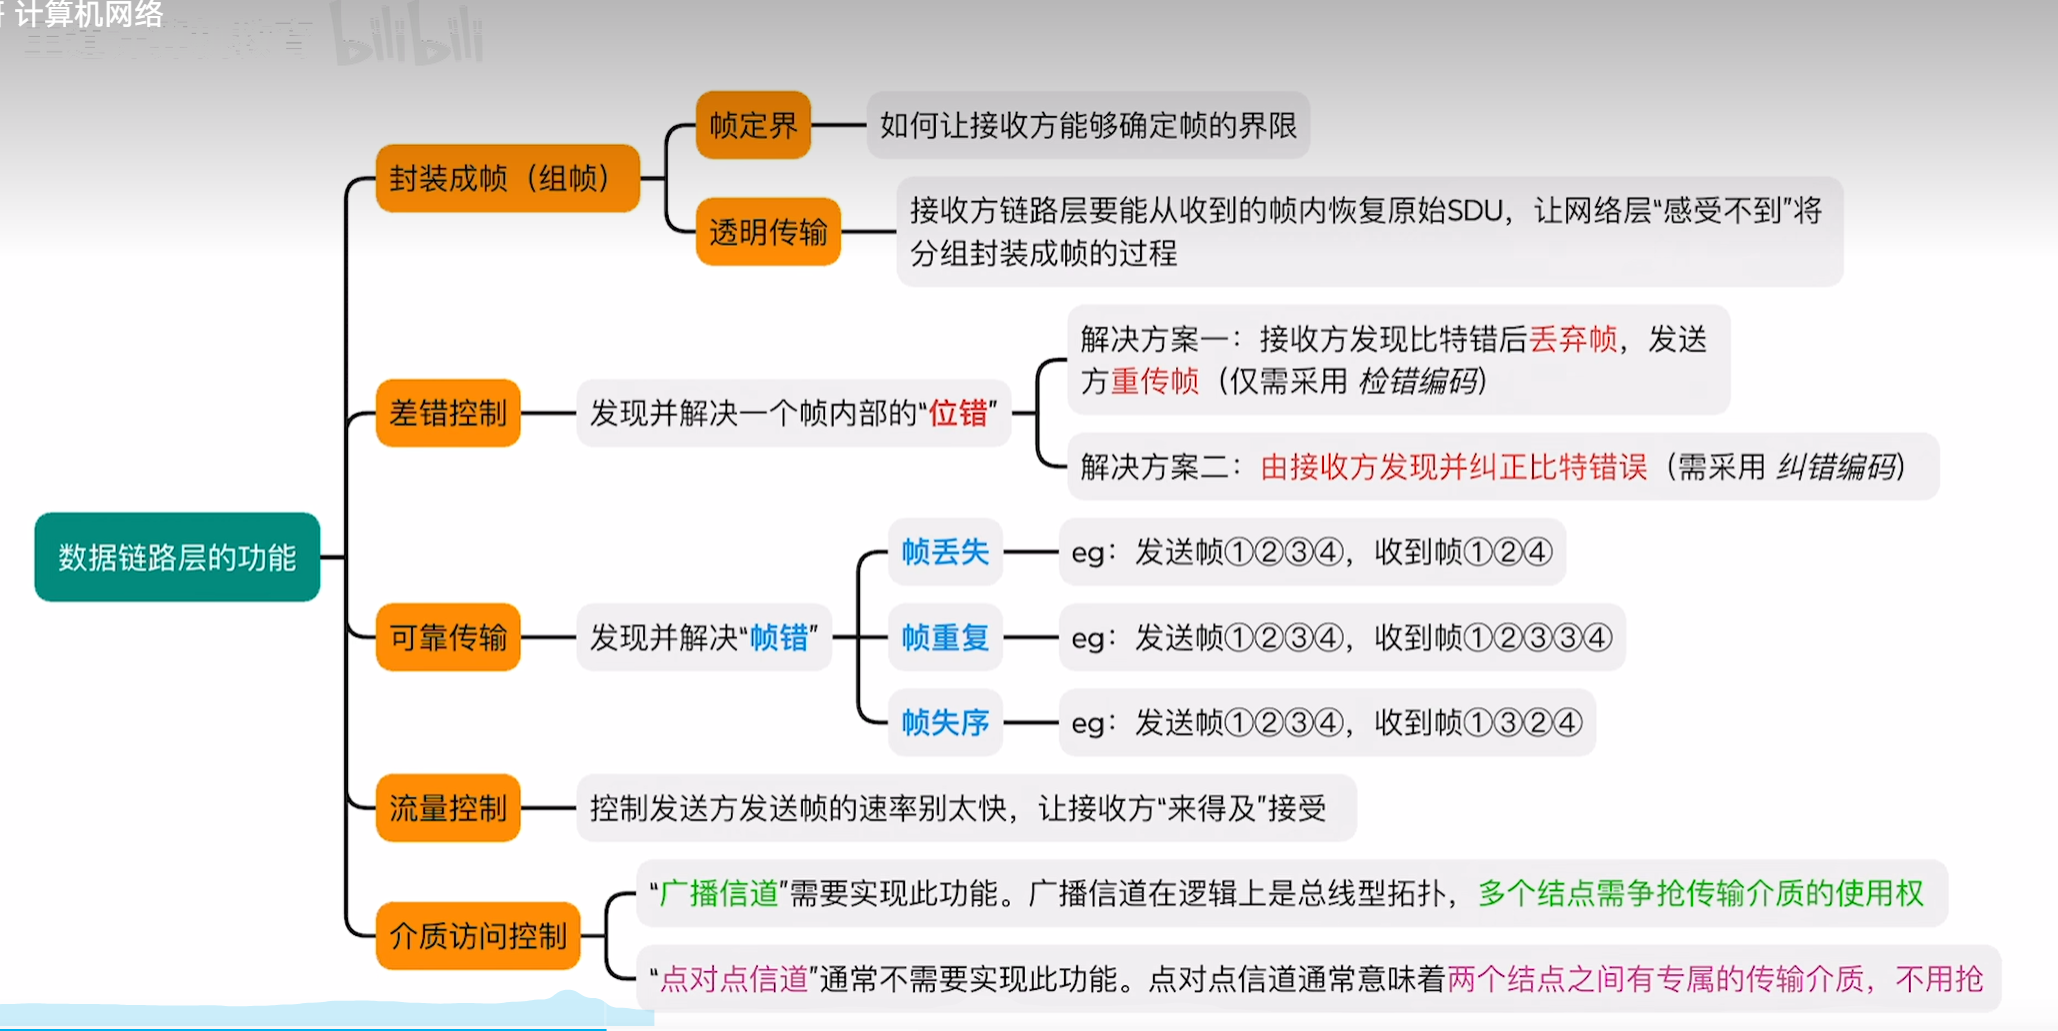 计算机网络
bilibili
帧定界
如何让接收方能够确定帧的界限
封装成帧（组帧）
透明传输
接收方链路层要能从收到的帧内恢复原始SDU，让网络层“感受不到”将
分组封装成帧的过程
差错控制
发现并解决一个帧内部的“位错”
解决方案一：接收方发现比特错后丢弃帧，发送
方重传帧（仅需采用 检错编码）
解决方案二：由接收方发现并纠正比特错误（需采用 纠错编码）
数据链路层的功能
可靠传输
发现并解决“帧错”
帧丢失
eg：发送帧①②③④，收到帧①②④
帧重复
eg：发送帧①②③④，收到帧①②③③④
帧失序
eg：发送帧①②③④，收到帧①③②④
流量控制
控制发送方发送帧的速率别太快，让接收方“来得及”接受
介质访问控制
“广播信道”需要实现此功能。广播信道在逻辑上是总线型拓扑，多个结点需争抢传输介质的使用权
“点对点信道”通常不需要实现此功能。点对点信道通常意味着两个结点之间有专属的传输介质，不用抢